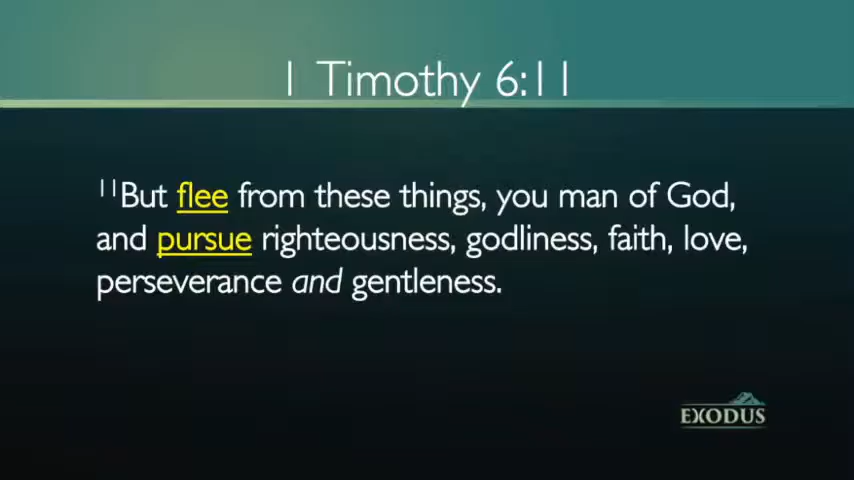 1 Timothy 6:11
11But flee from these things, you man of God,
and pursue righteousness, godliness, faith, love,
perseverance and gentleness.
EXODUS